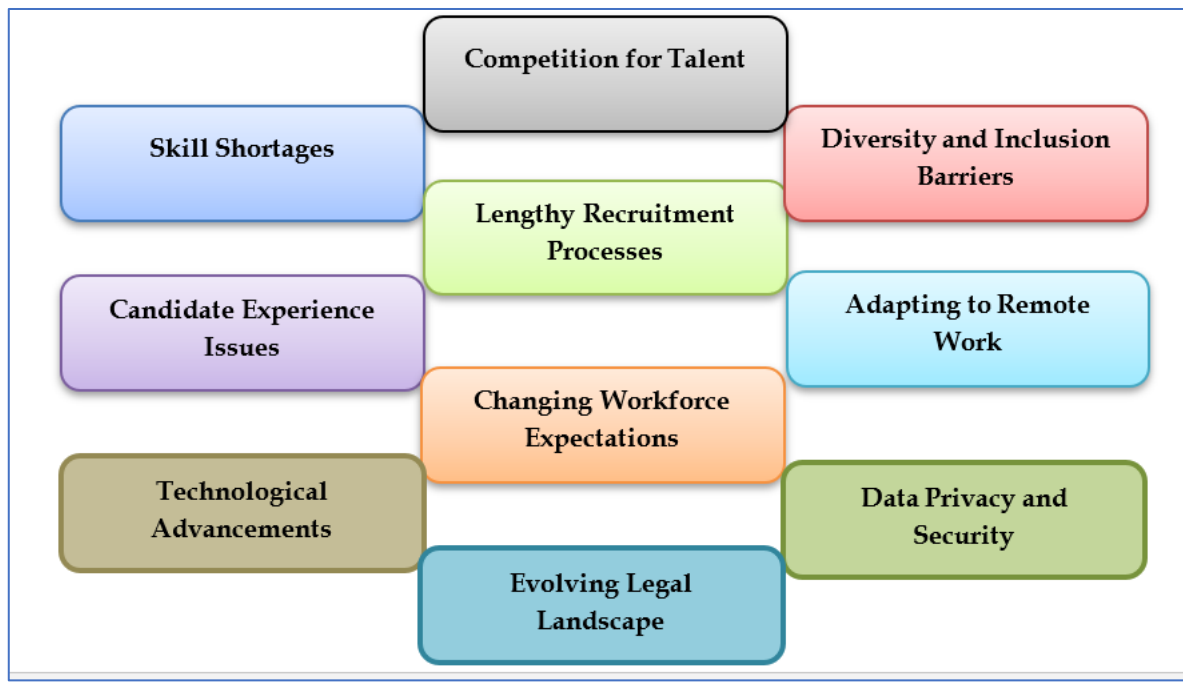 Competition for Talent
Skill Shortages
Diversity and Inclusion
Barriers
Lengthy Recruitment
Processes
Candidate Experience
Issues
Adapting to Remote
Work
Changing Workforce
Expectations
Technological
Advancements
Data Privacy and
Security
Evolving Legal
Landscape